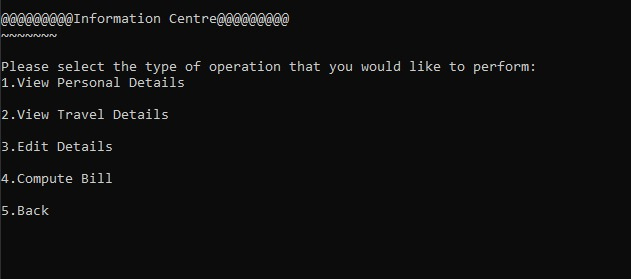 @@@@@@@@@Information Centre@@@@@@@@@
~~~~~~~
Please select the type of operation that you would like to perform:
1.View Personal Details
2.View Travel Details
3.Edit Details
4.Compute Bill
5.Back